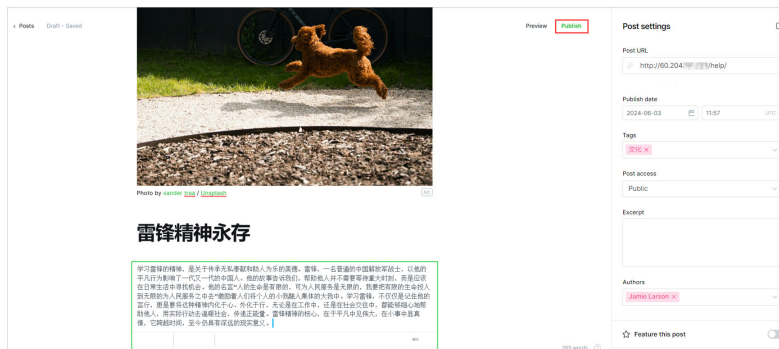 ‹ Posts Draft - Saved Preview Publish
Photo by sander traa / Unsplash
Alt
雷锋精神永存
学习雷锋的精神，是关于传承无私奉献和助人为乐的美德。雷锋，一名普通的中国解放军战士，以他的
平凡行为影响了一代又一代的中国人。他的故事告诉我们，帮助他人并不需要等待重大时刻，而是应该
在日常生活中寻找机会。他的名言“人的生命是有限的，可为人民服务是无限的，我要把有限的生命投入
到无限的为人民服务之中去”激励着人们将个人的小我融入集体的大我中。学习雷锋，不仅仅是记住他的
言行，更是要将这种精神内化于心、外化于行，无论是在工作中，还是在社会交往中，都能够细心地帮
助他人，用实际行动去温暖社会，传递正能量。雷锋精神的核心，在于平凡中见伟大，在小事中显真
情，它跨越时间，至今仍具有深远的现实意义。
265 words
Post settings
Post URL
http://60.204. /help/
Publish date
2024-06-03 11:57 UTC
Tags
文化 ×
Post access
Public
Excerpt
Authors
Jamie Larson ×
Feature this post